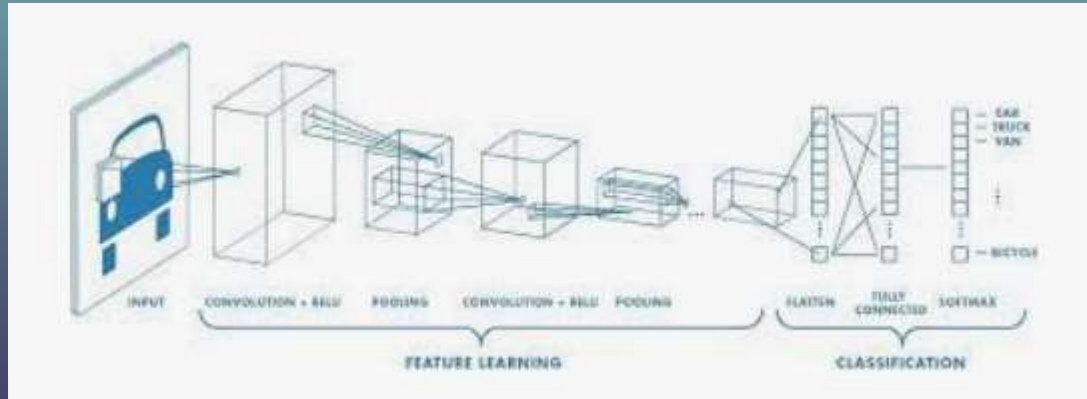 CAR
TRUCK
VAN
BICYCLE
INPUT CONVOLUTION + RELU POOLING CONVOLUTION + RELU POOLING FLATTEN FULLY CONNECTED SOFTMAX
FEATURE LEARNING CLASSIFICATION